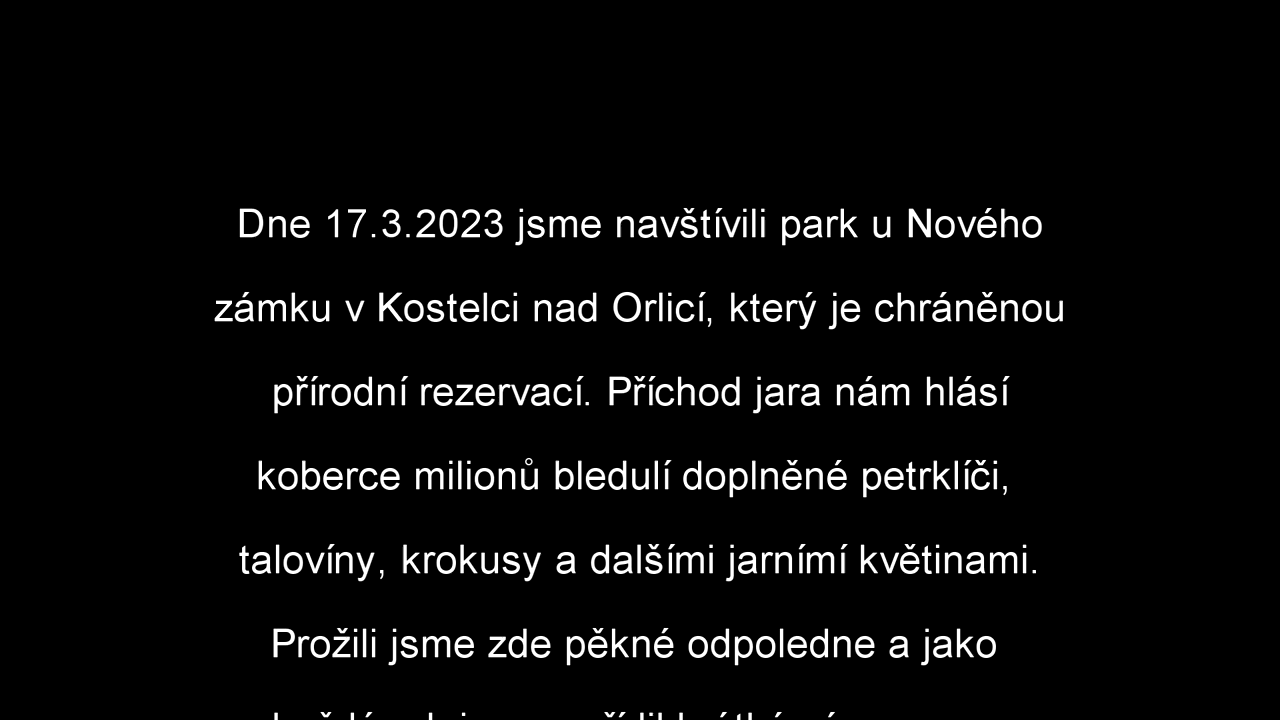 Dne 17.3.2023 jsme navštívili park u Nového
zámku v Kostelci nad Orlicí, který je chráněnou
přírodní rezervací. Příchod jara nám hlásí
koberce milionů bledulí doplněné petrklíči,
talovíny, krokusy a dalšími jarními květinami.
Prožili jsme zde pěkné odpoledne a jako